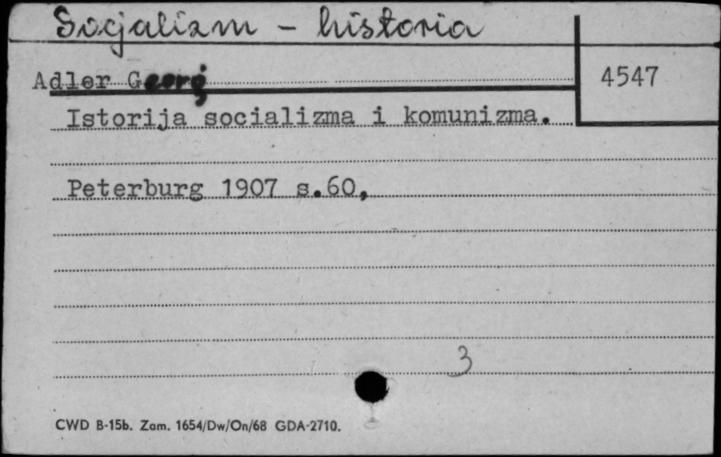 Socjalizm - historia
Adler Georg
4547
Istorija socializma i komunizma.
Peterburg 1907 s.60,
3
CWD B-15b. Zam. 1654/Dw/On/68 GDA-2710.